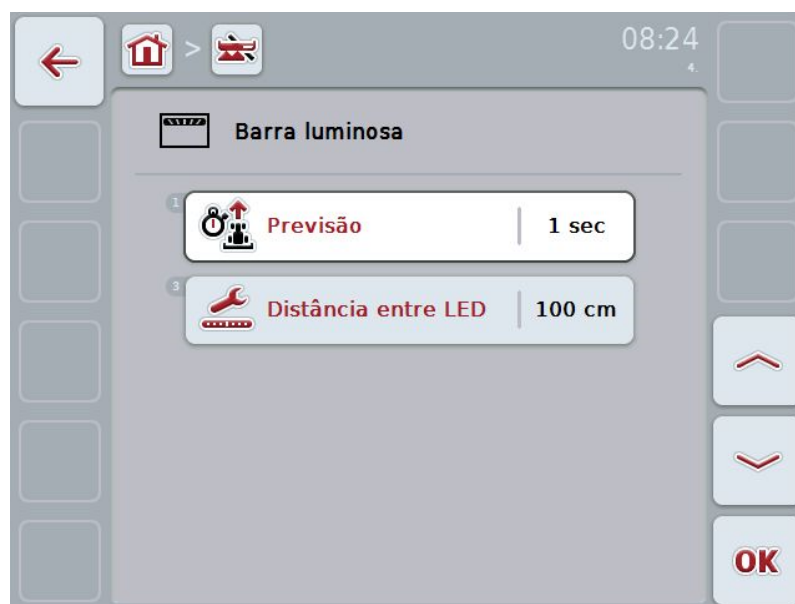 >
08:24
4.
Barra luminosa
1
Previsão
1 sec
3
Distância entre LED
100 cm
OK